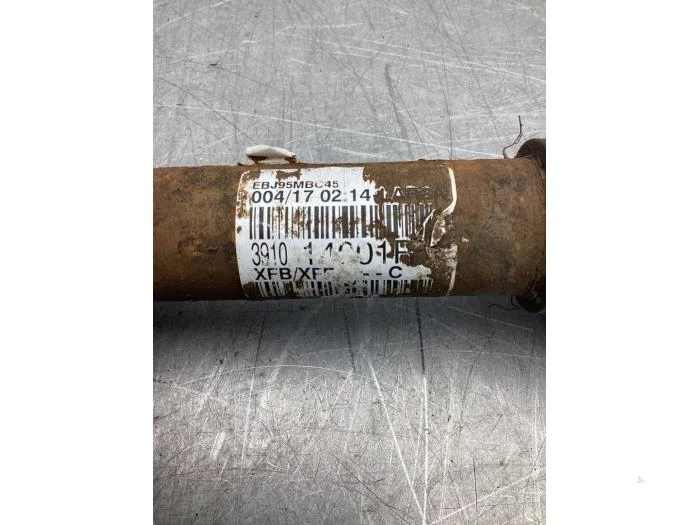 EBJ95MBC45
004/17 02.14
3910
XFB/XF - - C